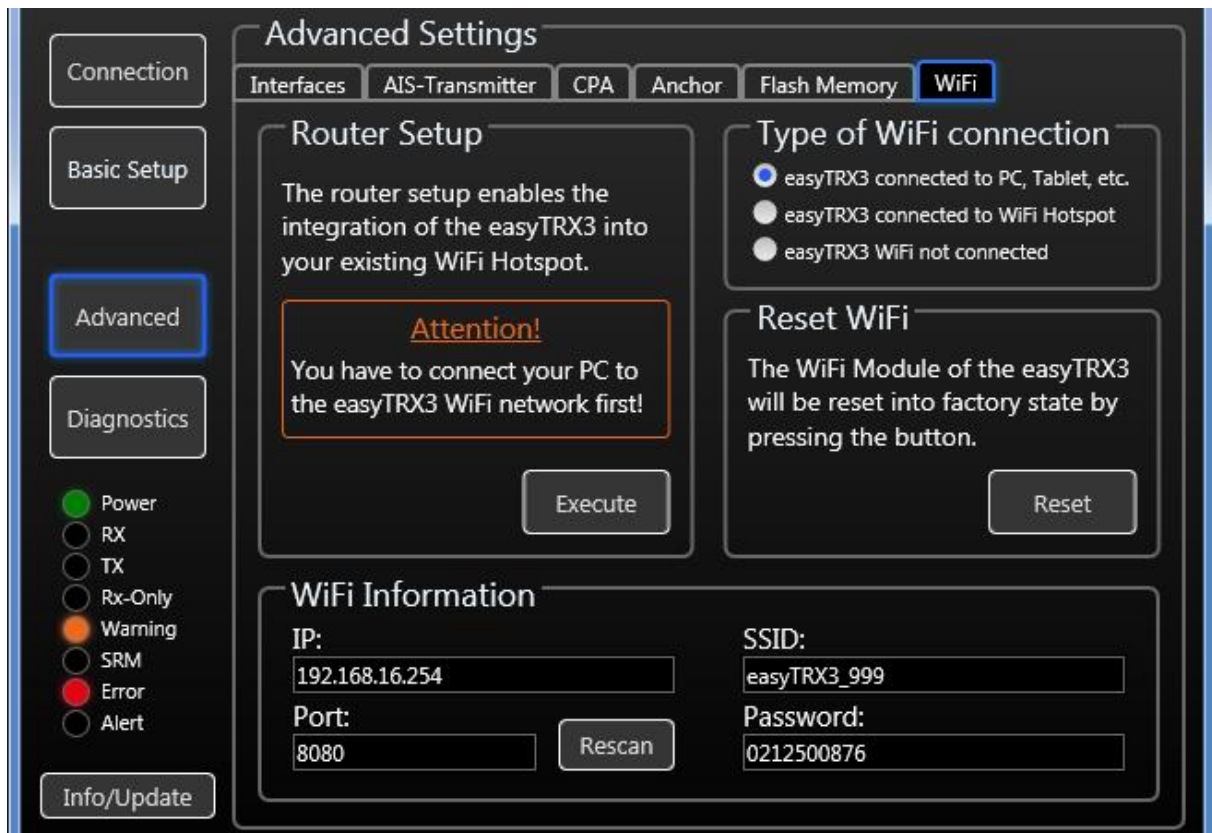 Connection
Basic Setup
Advanced
Diagnostics
Power
RX
TX
Rx-Only
Warning
SRM
Error
Alert
Info/Update
Advanced Settings
Interfaces AIS-Transmitter CPA Anchor Flash Memory WiFi
Router Setup
The router setup enables the
integration of the easyTRX3 into
your existing WiFi Hotspot.
Attention!
You have to connect your PC to
the easyTRX3 WiFi network first!
Execute
Type of WiFi connection
easyTRX3 connected to PC, Tablet, etc.
easyTRX3 connected to WiFi Hotspot
easyTRX3 WiFi not connected
Reset WiFi
The WiFi Module of the easyTRX3
will be reset into factory state by
pressing the button.
Reset
WiFi Information
IP:
192.168.16.254
Port:
8080
Rescan
SSID:
easyTRX3_999
Password:
0212500876